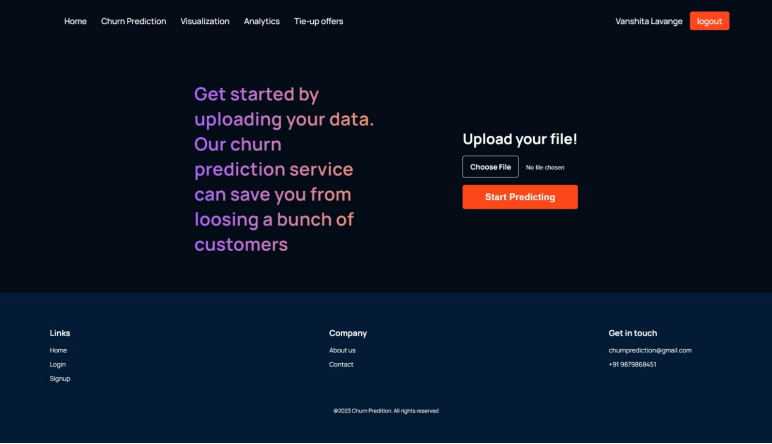 Home Churn Prediction Visualization Analytics Tie-up offers Vanshita Lavange logout
Get started by
uploading your data.
Our churn
prediction service
can save you from
loosing a bunch of
customers
Upload your file!
Choose File No file chosen
Start Predicting
Links
Home
Login
Signup
Company
About us
Contact
Get in touch
churnprediction@gmail.com
+91 9879868451
@2023 Churn Predition. All rights reserved